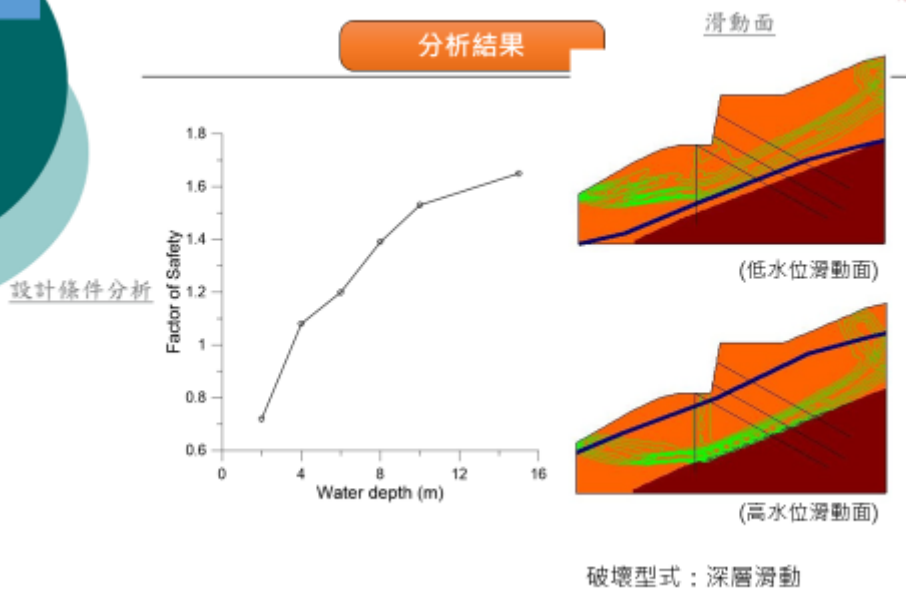 滑動面
分析結果
設計條件分析
1.8
1.6
1.4
1.2
1
0.8
0.6
Factor of Safety
0
4
8
12
16
Water depth (m)
(低水位滑動面)
(高水位滑動面)
破壞型式：深層滑動